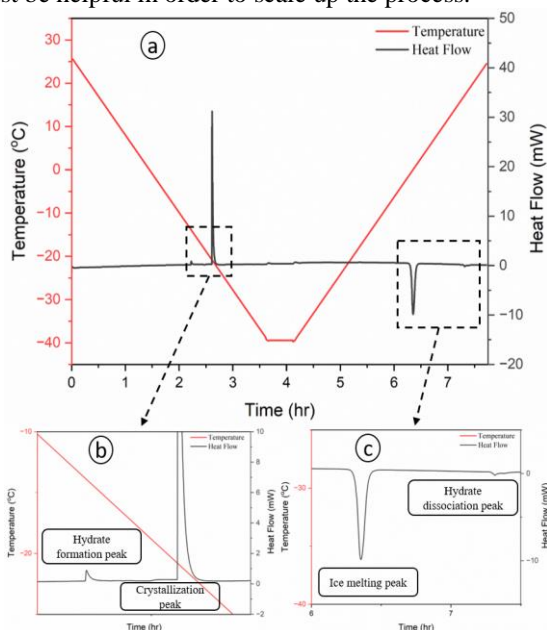 st be helpful in order to scale up the process.
a
Temperature
Heat Flow
Temperature (°C)
30
20
10
0
−10
−20
−30
−40
Heat Flow (mW)
50
40
30
20
10
0
−10
−20
0 1 2 3 4 5 6 7
Time (hr)
b
Temperature
Heat Flow
Temperature (°C)
−10
−20
Heat Flow (mW)
10
8
6
4
2
0
−2
Hydrate
formation peak
Crystallization
peak
Time (hr)
c
Temperature
Heat Flow
Temperature (°C)
−30
−40
Heat Flow (mW)
0
−10
Hydrate
dissociation peak
Ice melting peak
6 7
Time (hr)